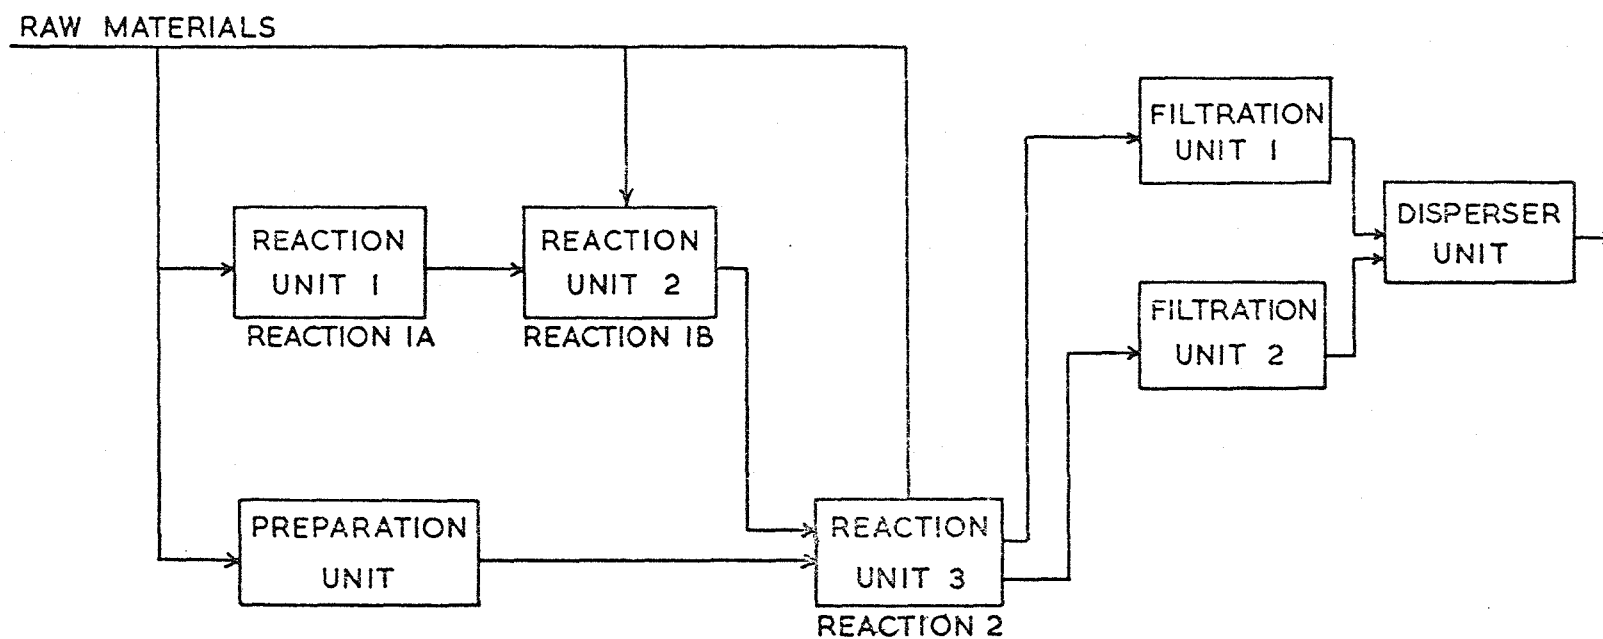 RAW MATERIALS
FILTRATION
UNIT 1
DISPERSER
UNIT
REACTION
UNIT 1
REACTION 1A
REACTION
UNIT 2
REACTION 1B
FILTRATION
UNIT 2
PREPARATION
UNIT
REACTION
UNIT 3
REACTION 2